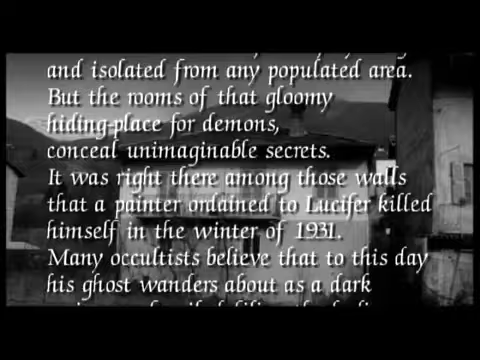 and isolated from any populated area.
But the rooms of that gloomy
hiding-place for demons,
conceal unimaginable secrets.
It was right there among those walls
that a painter ordained to Lucifer killed
himself in the winter of 1931.
Many occultists believe that to this day
his ghost wanders about as a dark